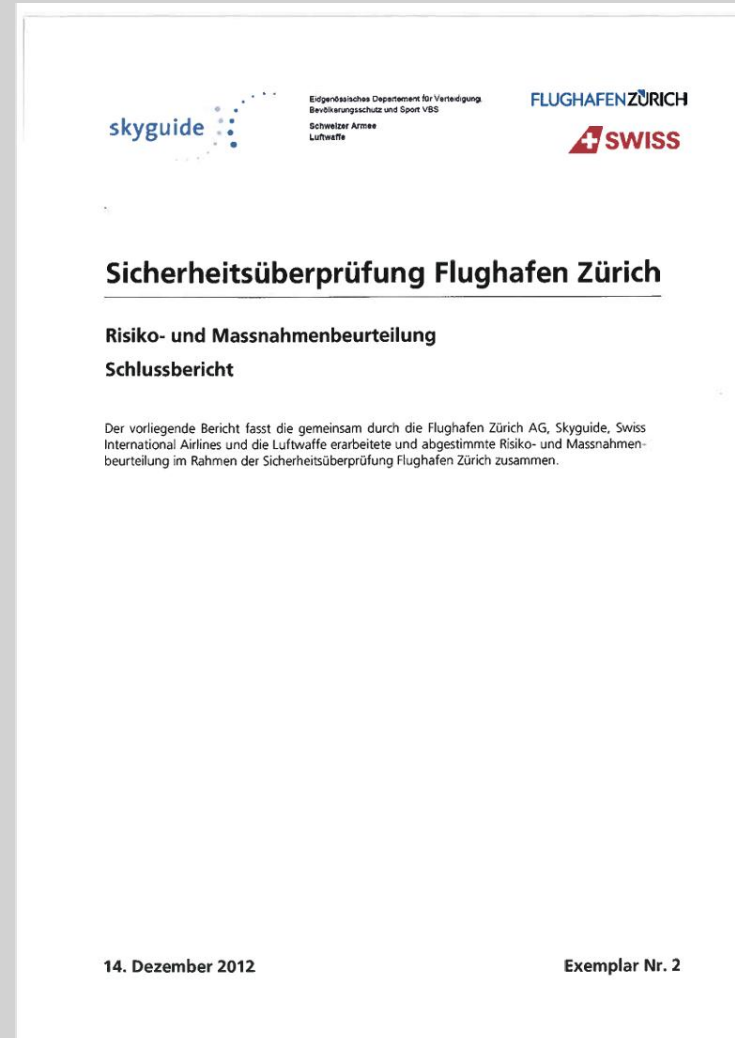 skyguide
Eidgenössisches Departement für Verteidigung,
Bevölkerungsschutz und Sport VBS
Schweizer Armee
Luftwaffe
FLUGHAFENZÜRICH
SWISS
Sicherheitsüberprüfung Flughafen Zürich
Risiko- und Massnahmenbeurteilung
Schlussbericht
Der vorliegende Bericht fasst die gemeinsam durch die Flughafen Zürich AG, Skyguide, Swiss
International Airlines und die Luftwaffe erarbeitete und abgestimmte Risiko- und Massnahmen-
beurteilung im Rahmen der Sicherheitsüberprüfung Flughafen Zürich zusammen.
14. Dezember 2012
Exemplar Nr. 2